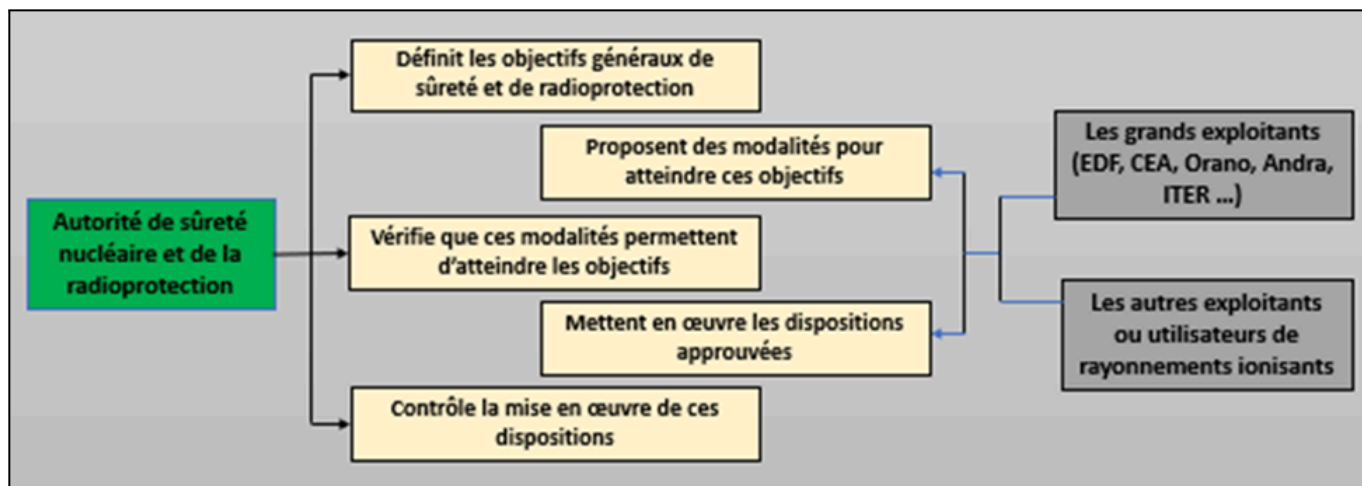 Définit les objectifs généraux de
sûreté et de radioprotection
Proposent des modalités pour
atteindre ces objectifs
Les grands exploitants
(EDF, CEA, Orano, Andra,
ITER ...)
Autorité de sûreté
nucléaire et de la
radioprotection
Vérifie que ces modalités permettent
d'atteindre les objectifs
Mettent en œuvre les dispositions
approuvées
Les autres exploitants
ou utilisateurs de
rayonnements ionisants
Contrôle la mise en œuvre de ces
dispositions